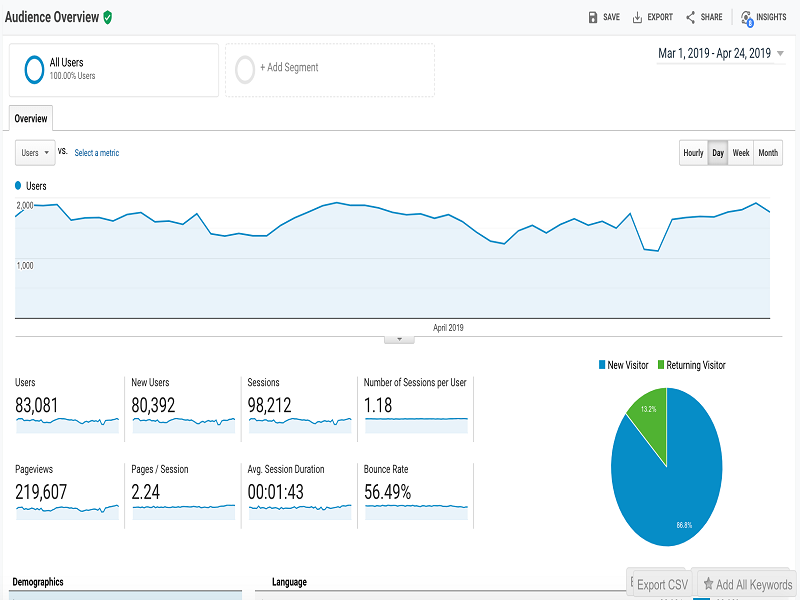 Audience Overview
SAVE EXPORT SHARE INSIGHTS
6
All Users
100.00% Users
+ Add Segment
Mar 1, 2019 - Apr 24, 2019
Overview
Users VS. Select a metric
Hourly Day Week Month
Users
2,000
1,000
April 2019
New Visitor Returning Visitor
Users
83,081
New Users
80,392
Sessions
98,212
Number of Sessions per User
1.18
Pageviews
219,607
Pages / Session
2.24
Avg. Session Duration
00:01:43
Bounce Rate
56.49%
13.2%
86.8%
Export CSV
Add All Keywords
Demographics
Language